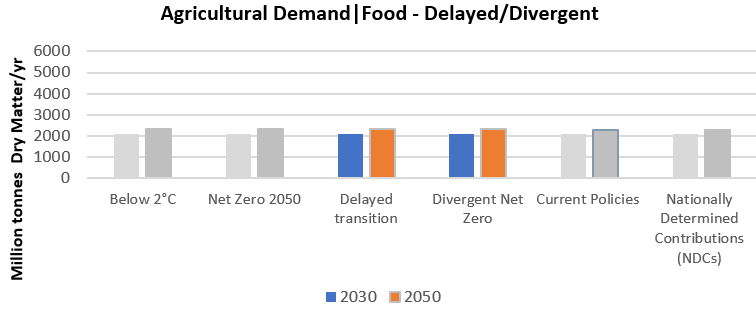 Agricultural Demand|Food - Delayed/Divergent
Million tonnes Dry Matter/yr
6000
5000
4000
3000
2000
1000
0
Below 2°C
Net Zero 2050
Delayed
transition
Divergent Net
Zero
Current Policies
Nationally
Determined
Contributions
(NDCs)
2030
2050